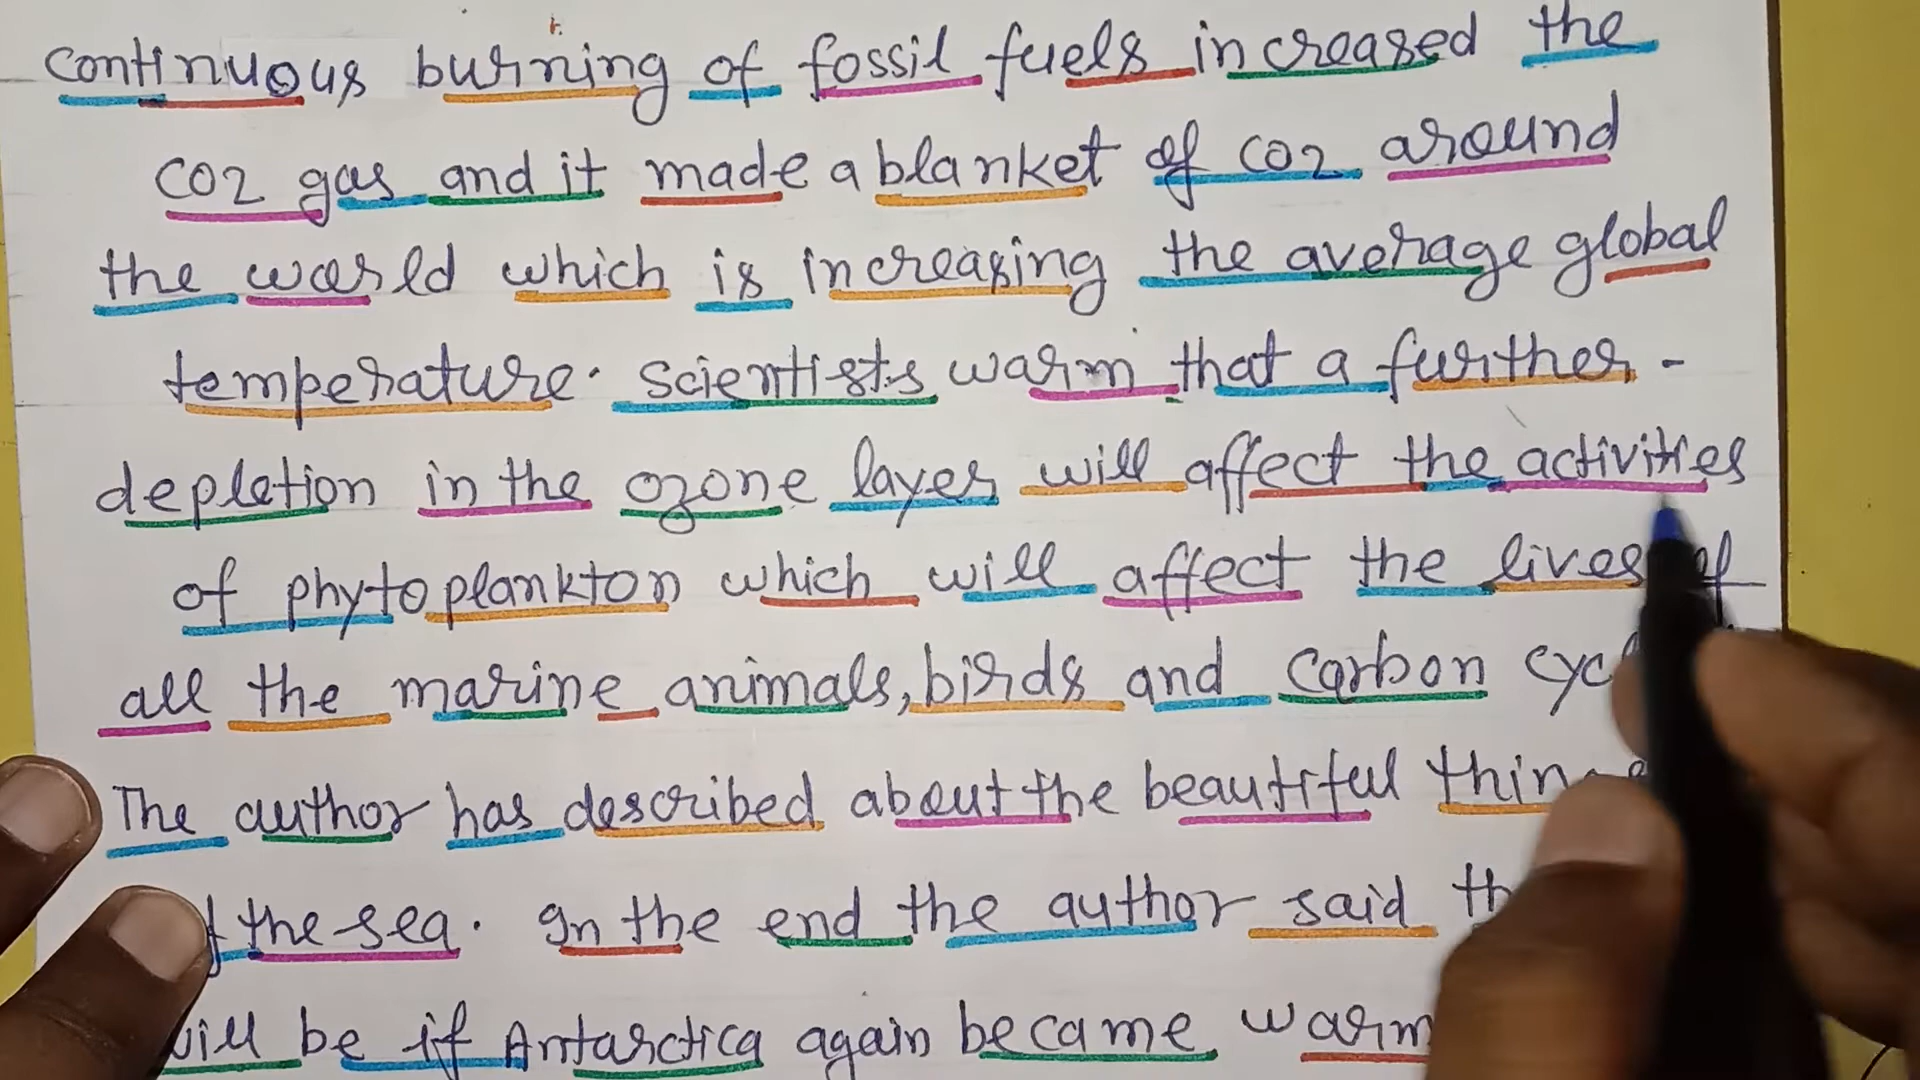 continuous burning of fossil fuels increased the
CO2 gas and it made a blanket of CO2 around
the world which is increasing the average global
temperature. scientists warm that a further -
depletion in the ozone layer will affect the activities
of phytoplankton which will affect the lives of
all the marine animals, birds and carbon
The author has described about the beautiful
the sea. In the end the author said
will be if Antarctica again became warm